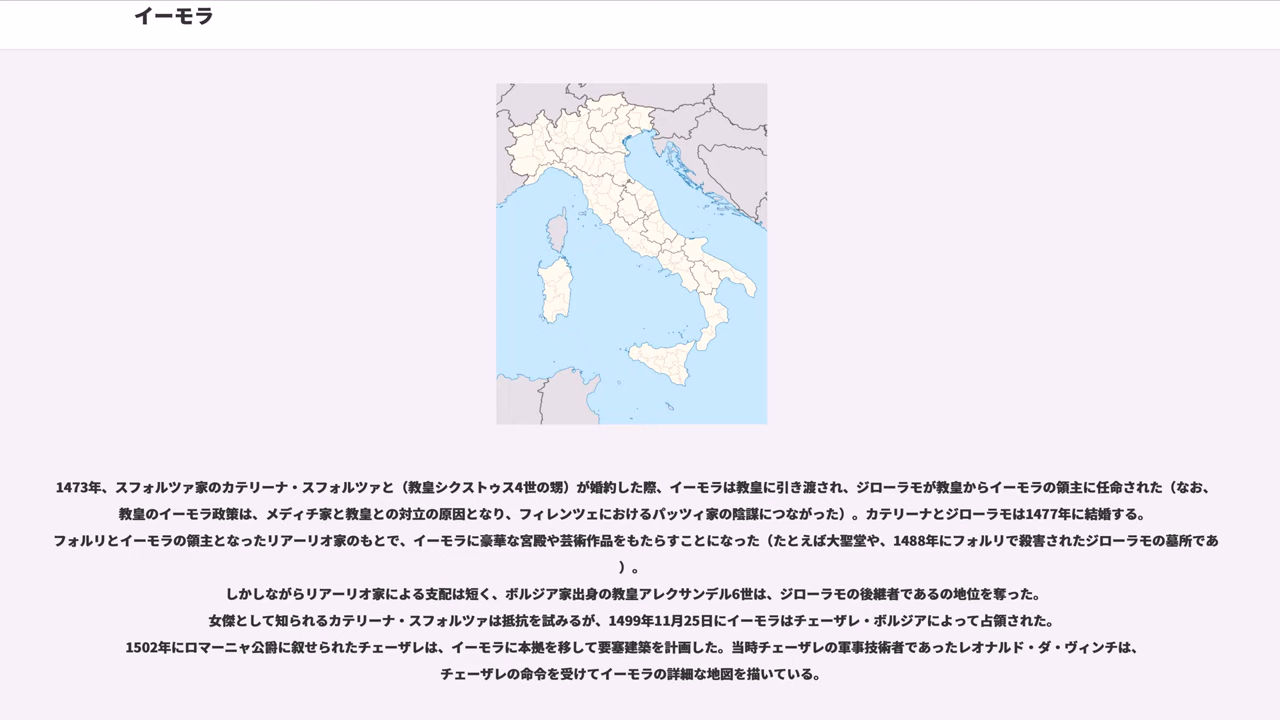 イーモラ
1473年、スフォルツァ家のカテリーナ・スフォルツァと（教皇シクストゥス4世の甥）が婚約した際、イーモラは教皇に引き渡され、ジローラモが教皇からイーモラの領主に任命された（なお、
教皇のイーモラ政策は、メディチ家と教皇との対立の原因となり、フィレンツェにおけるパッツィ家の陰謀につながった）。カテリーナとジローラモは1477年に結婚する。
フォルリとイーモラの領主となったリアーリオ家のもとで、イーモラに豪華な宮殿や芸術作品をもたらすことになった（たとえば大聖堂や、1488年にフォルリで殺害されたジローラモの墓所であ
）。
しかしながらリアーリオ家による支配は短く、ボルジア家出身の教皇アレクサンデル6世は、ジローラモの後継者であるの地位を奪った。
女傑として知られるカテリーナ・スフォルツァは抵抗を試みるが、1499年11月25日にイーモラはチェーザレ・ボルジアによって占領された。
1502年にロマーニャ公爵に叙せられたチェーザレは、イーモラに本拠を移して要塞建築を計画した。当時チェーザレの軍事技術者であったレオナルド・ダ・ヴィンチは、
チェーザレの命令を受けてイーモラの詳細な地図を描いている。